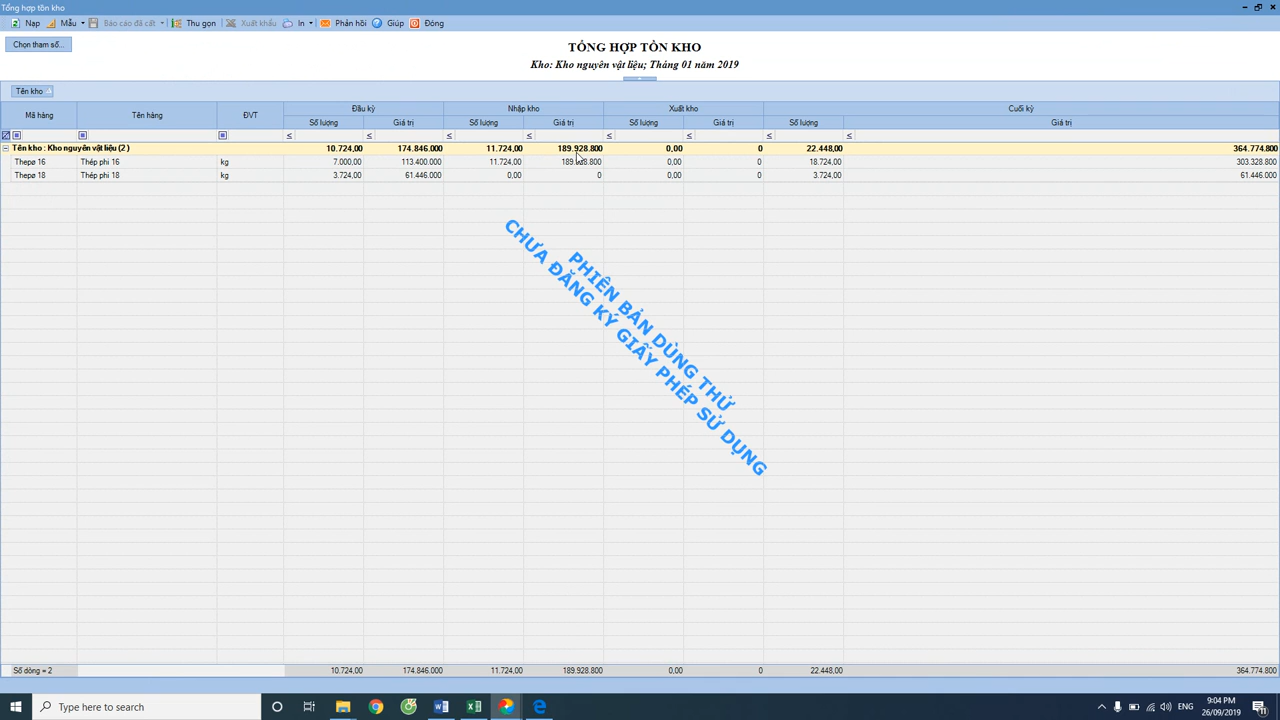 Tổng hợp tồn kho
Nạp Mẫu Báo cáo đã cất Thu gọn Xuất khẩu In Phản hồi Giúp Đóng
Chọn tham số...
TỔNG HỢP TỒN KHO
Kho: Kho nguyên vật liệu; Tháng 01 năm 2019
Tên kho
Mã hàng Tên hàng ĐVT Đầu kỳ Nhập kho Xuất kho Cuối kỳ
Số lượng Giá trị Số lượng Giá trị Số lượng Giá trị Số lượng Giá trị
≤ ≤ ≤ ≤ ≤ ≤ ≤ ≤
Tên kho : Kho nguyên vật liệu (2 ) 10.724,00 174.846.000 11.724,00 189.928.800 0,00 0 22.448,00 364.774.800
Thepø 16 Thép phi 16 kg 7.000,00 113.400.000 11.724,00 189.928.800 0,00 0 18.724,00 303.328.800
Thepø 18 Thép phi 18 kg 3.724,00 61.446.000 0,00 0 0,00 0 3.724,00 61.446.000
PHIÊN BẢN DÙNG THỬ
CHƯA ĐĂNG KÝ GIẤY PHÉP SỬ DỤNG
Số dòng = 2 10.724,00 174.846.000 11.724,00 189.928.800 0,00 0 22.448,00 364.774.800
Type here to search
ENG
9:04 PM
26/09/2019